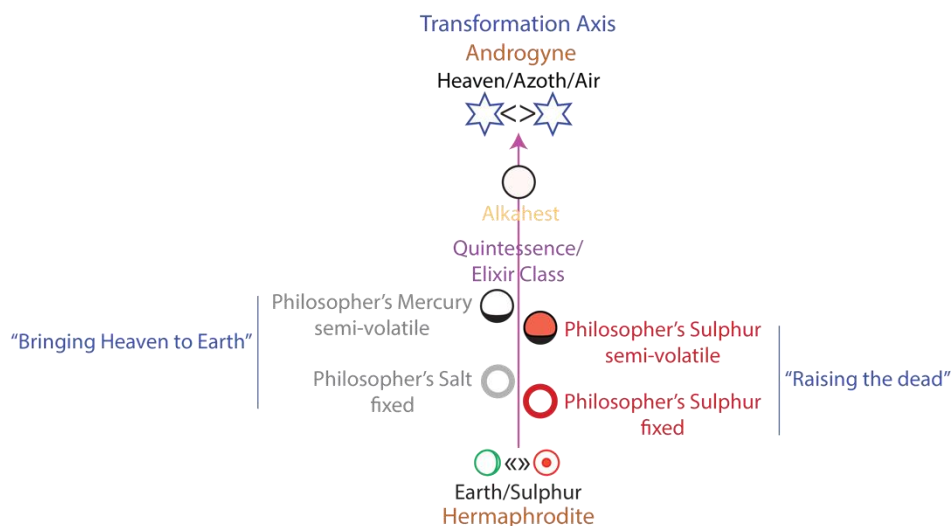 Transformation Axis
Androgyne
Heaven/Azoth/Air
<>
Alkahest
Quintessence/
Elixir Class
Philosopher’s Mercury
semi-volatile
“Bringing Heaven to Earth”
Philosopher’s Salt
fixed
Philosopher’s Sulphur
semi-volatile
“Raising the dead”
Philosopher’s Sulphur
fixed
«»
Earth/Sulphur
Hermaphrodite